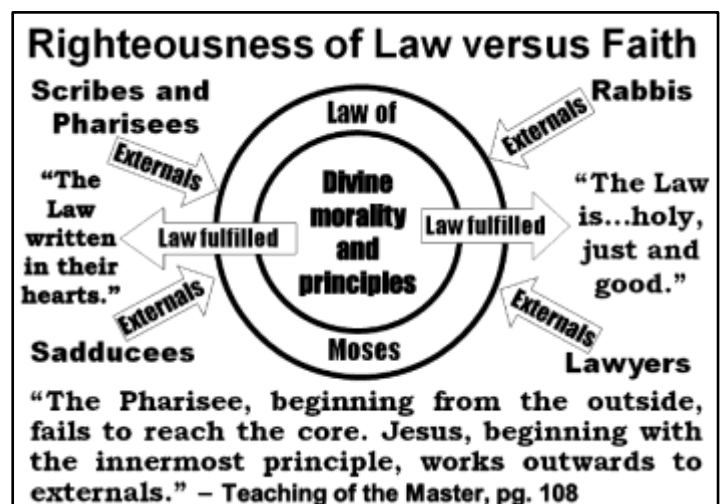 Righteousness of Law versus Faith
Scribes and
Pharisees
Rabbis
Externals
Externals
Law of
"The
Law
written
in their
hearts."
Law fulfilled
Divine
morality
and
principles
Law fulfilled
"The Law
is...holy,
just and
good."
Externals
Externals
Sadducees
Moses
Lawyers
"The Pharisee, beginning from the outside,
fails to reach the core. Jesus, beginning with
the innermost principle, works outwards to
externals." – Teaching of the Master, pg. 108